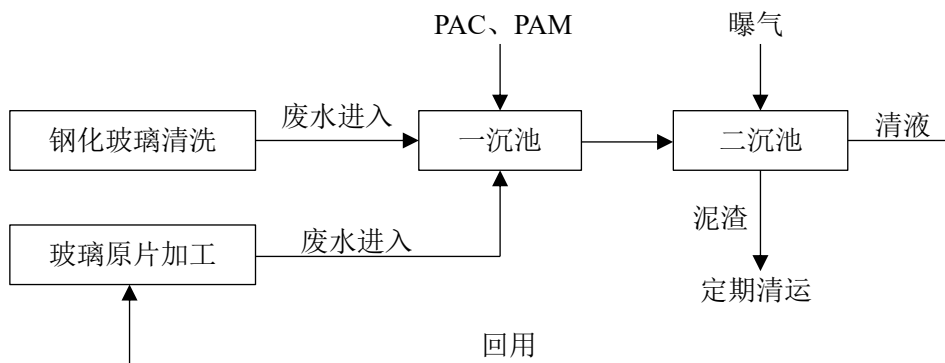 PAC、PAM
曝气
废水进入
清液
钢化玻璃清洗
一沉池
二沉池
泥渣
废水进入
玻璃原片加工
定期清运
回用